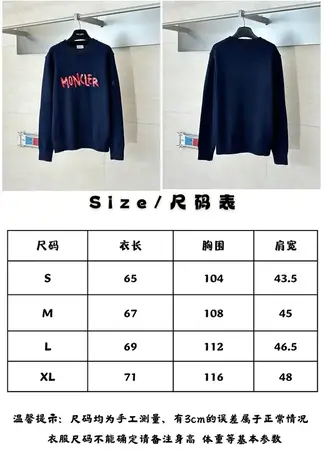 MONCLER
Size/尺码表
尺码 衣长 胸围 肩宽
S 65 104 43.5
M 67 108 45
L 69 112 46.5
XL 71 116 48
温馨提示: 尺码均为手工测量、有3cm的误差属于正常情况
衣服尺码不能确定请备注身高 体重等基本参数